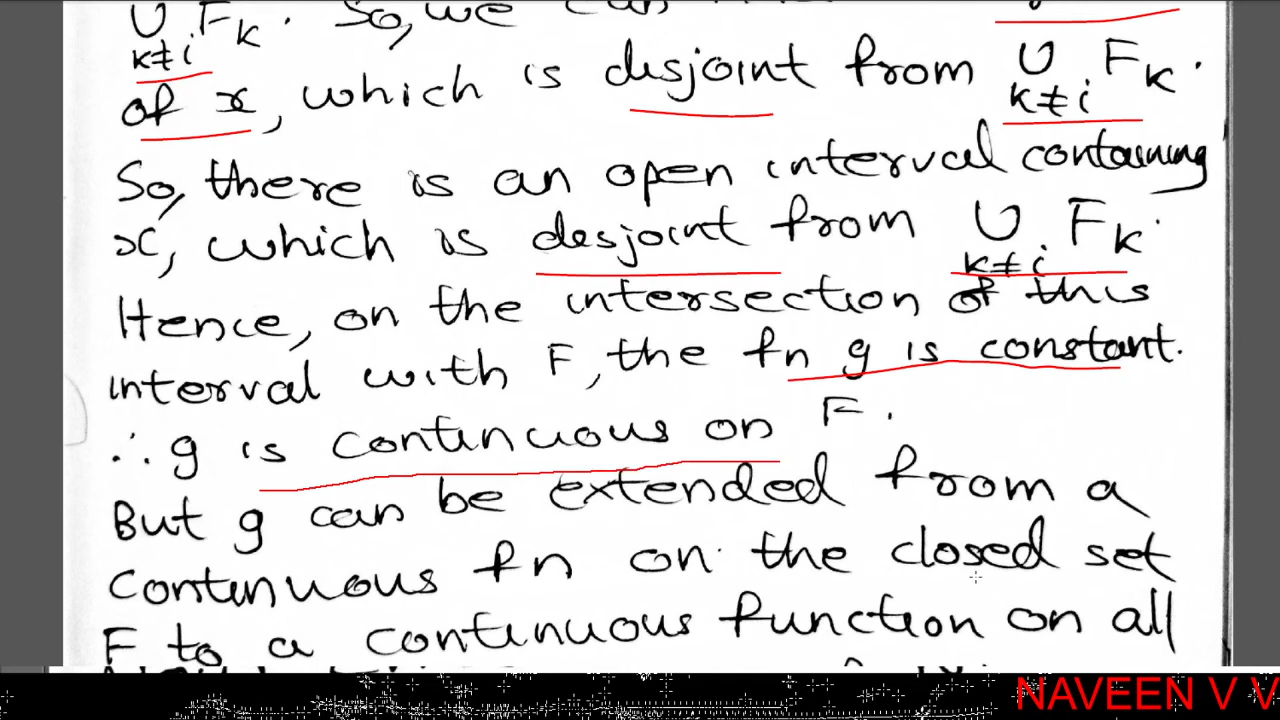 ∪ F_k. So, we can
k≠i
of x, which is disjoint from ∪ F_k.
k≠i
So, there is an open interval containing
x, which is disjoint from ∪ F_k.
k≠i
Hence, on the intersection of this
interval with F, the fn g is constant.
∴ g is continuous on F.
But g can be extended from a
continuous fn on the closed set
F to a continuous function on all
NAVEEN V V